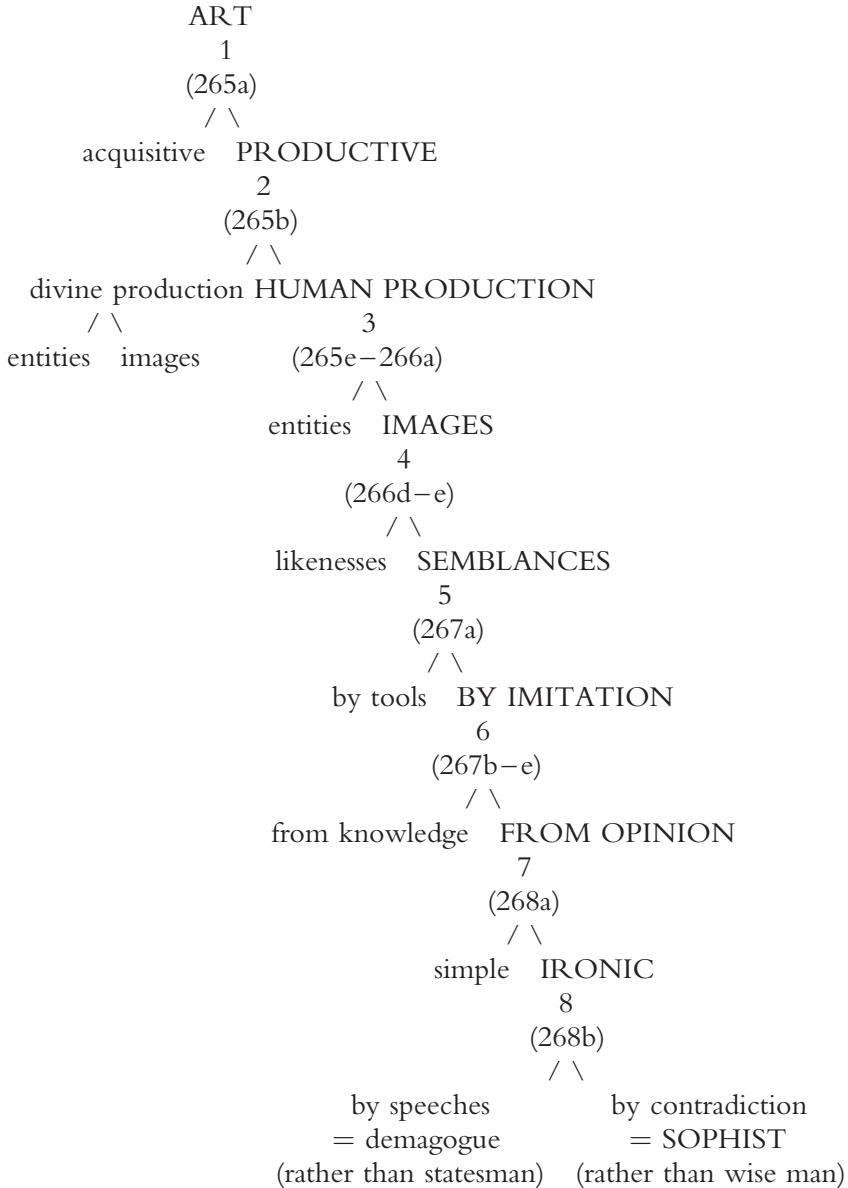 ART
1
(265a)
/ \
acquisitive PRODUCTIVE
2
(265b)
/ \
divine production HUMAN PRODUCTION
/ \ 3
entities images (265e–266a)
/ \
entities IMAGES
4
(266d–e)
/ \
likenesses SEMBLANCES
5
(267a)
/ \
by tools BY IMITATION
6
(267b–e)
/ \
from knowledge FROM OPINION
7
(268a)
/ \
simple IRONIC
8
(268b)
/ \
by speeches by contradiction
= demagogue = SOPHIST
(rather than statesman) (rather than wise man)